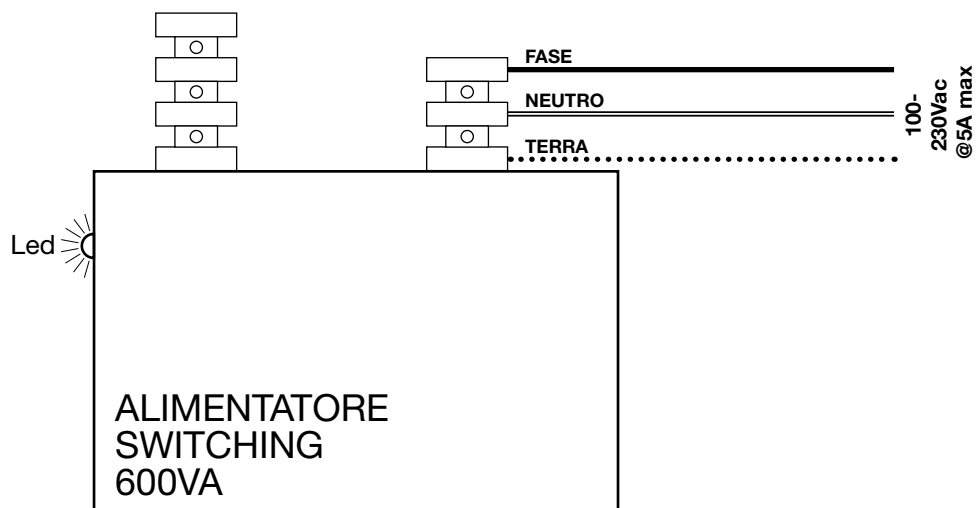 FASE
NEUTRO
TERRA
100-
230Vac
@5A max
Led
ALIMENTATORE
SWITCHING
600VA